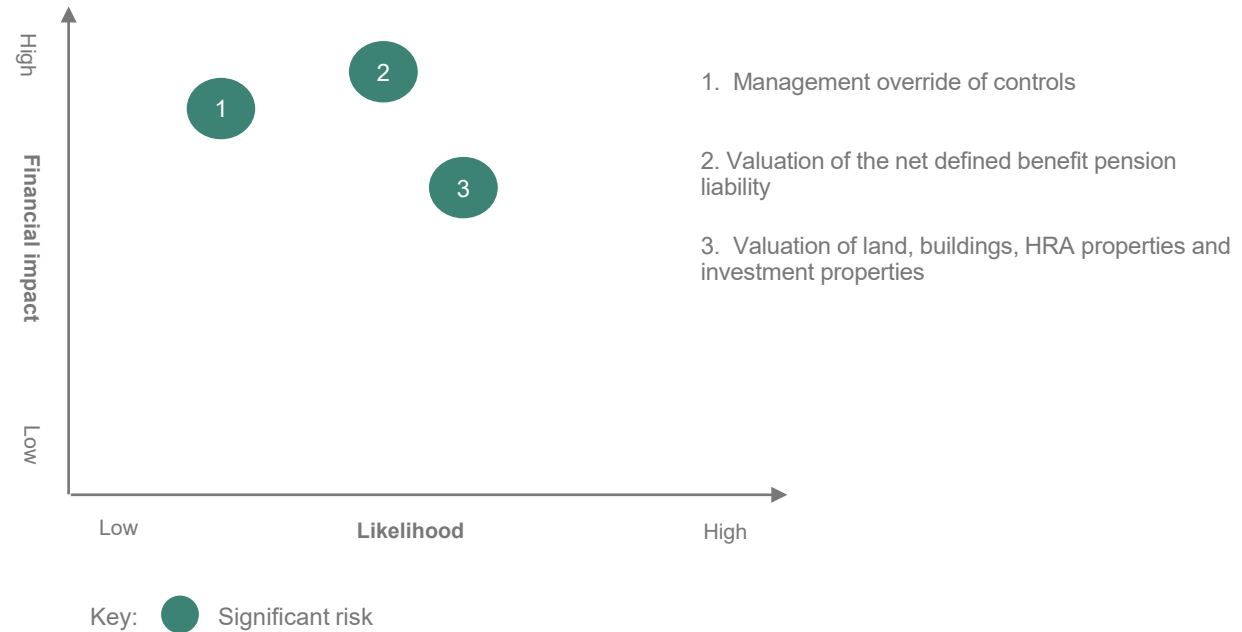 High
Financial impact
Low
1
2
3
1. Management override of controls
2. Valuation of the net defined benefit pension
liability
3. Valuation of land, buildings, HRA properties and
investment properties
Low
Likelihood
High
Key:
Significant risk